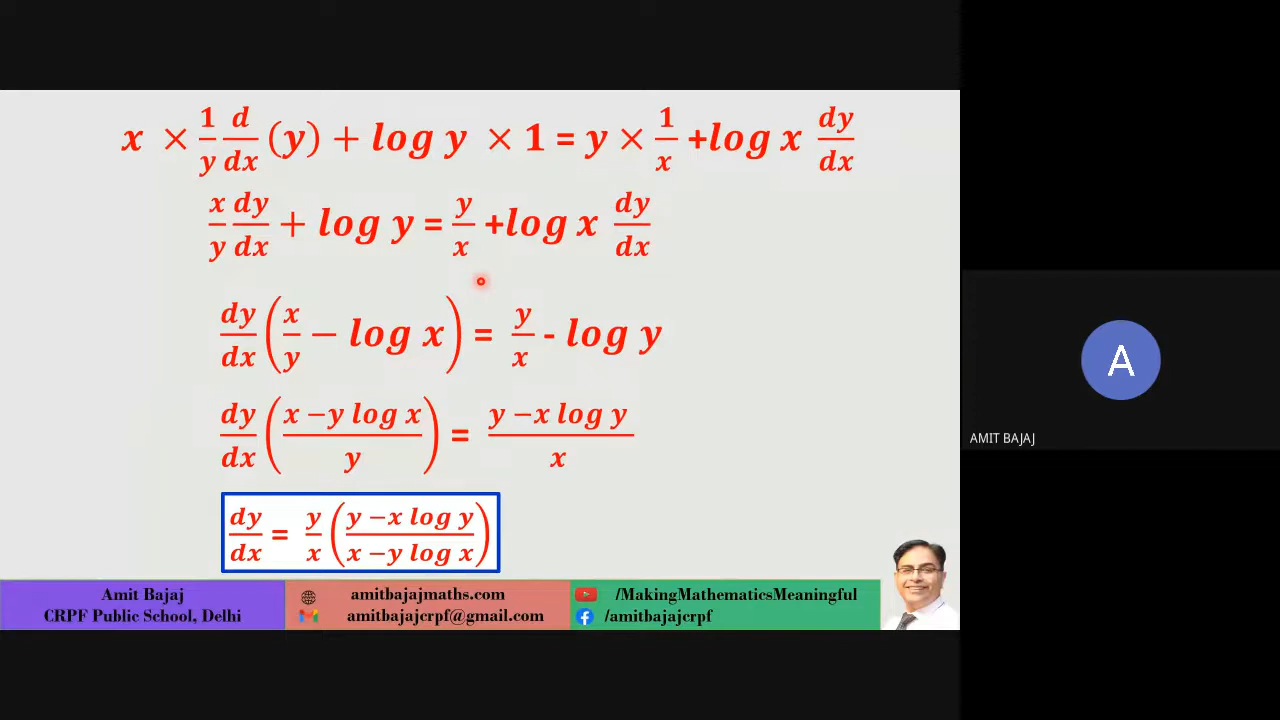 x × 1/y d/dx (y) + log y × 1 = y × 1/x +log x dy/dx
x/y dy/dx + log y = y/x +log x dy/dx
dy/dx (x/y − log x) = y/x - log y
dy/dx ((x −y log x)/y) = (y −x log y)/x
dy/dx = y/x ((y −x log y)/(x −y log x))
A
AMIT BAJAJ
Amit Bajaj
CRPF Public School, Delhi
amitbajajmaths.com
amitbajajcrpf@gmail.com
/MakingMathematicsMeaningful
/amitbajajcrpf